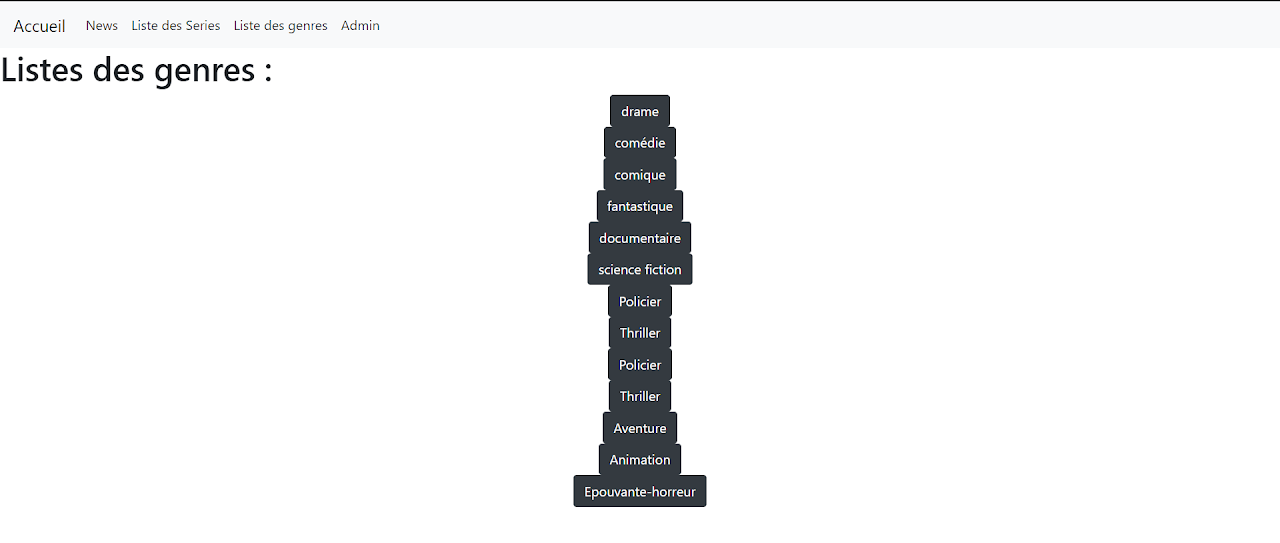 Accueil News Liste des Series Liste des genres Admin
Listes des genres :
drame
comédie
comique
fantastique
documentaire
science fiction
Policier
Thriller
Policier
Thriller
Aventure
Animation
Epouvante-horreur